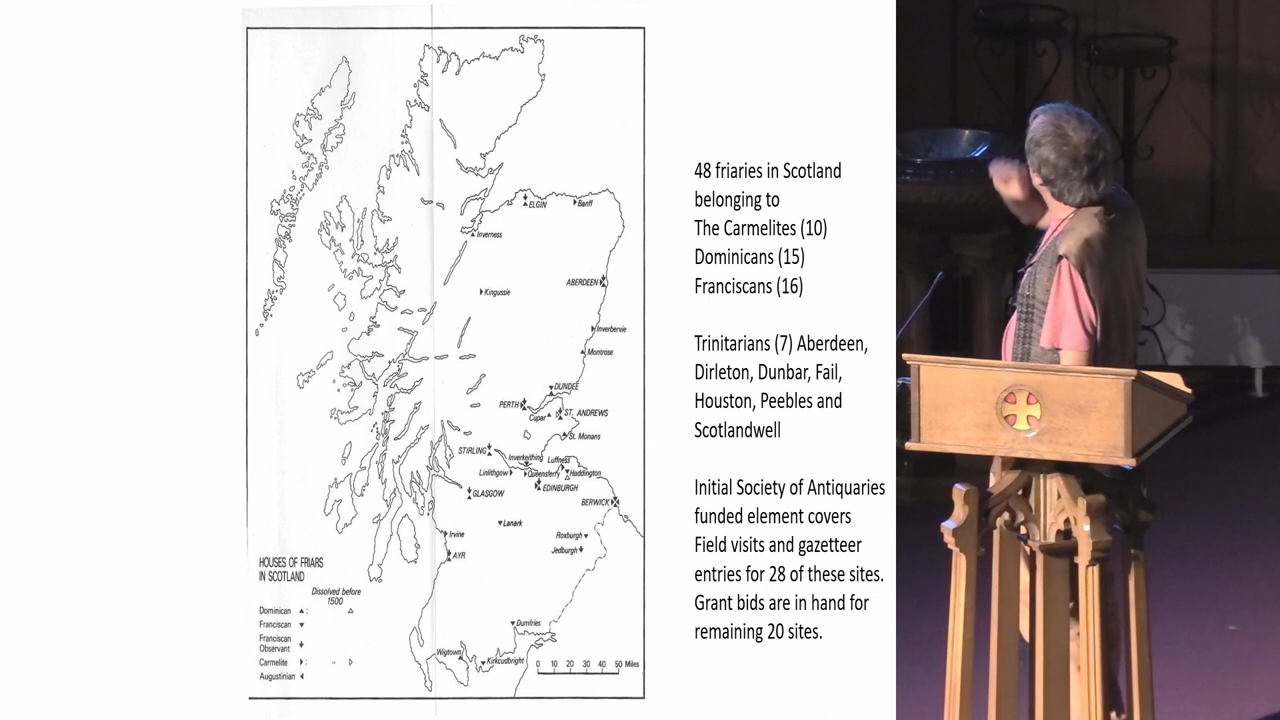 ELGIN
Banff
Inverness
ABERDEEN
Kingussie
Inverbervie
Montrose
DUNDEE
PERTH
ST. ANDREWS
Cuper
St. Monans
STIRLING
Inverkeithing
Luffness
Linlithgow
Queensferry
Haddington
EDINBURGH
GLASGOW
BERWICK
Lanark
Irvine
Roxburgh
AYR
Jedburgh
Dumfries
Wigtown
Kirkcudbright
0 10 20 30 40 50 Miles
HOUSES OF FRIARS
IN SCOTLAND
Dissolved before
1500
Dominican
Franciscan
Franciscan
Observant
Carmelite
Augustinian
48 friaries in Scotland
belonging to
The Carmelites (10)
Dominicans (15)
Franciscans (16)
Trinitarians (7) Aberdeen,
Dirleton, Dunbar, Fail,
Houston, Peebles and
Scotlandwell
Initial Society of Antiquaries
funded element covers
Field visits and gazetteer
entries for 28 of these sites.
Grant bids are in hand for
remaining 20 sites.